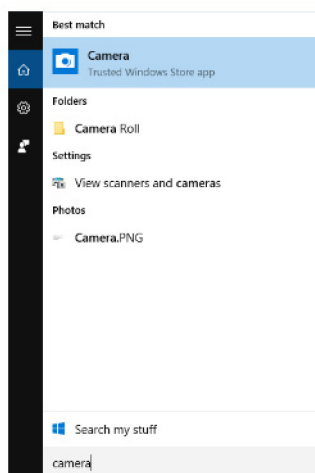 Best match
Camera
Trusted Windows Store app
Folders
Camera Roll
Settings
View scanners and cameras
Photos
Camera.PNG
Search my stuff
camera